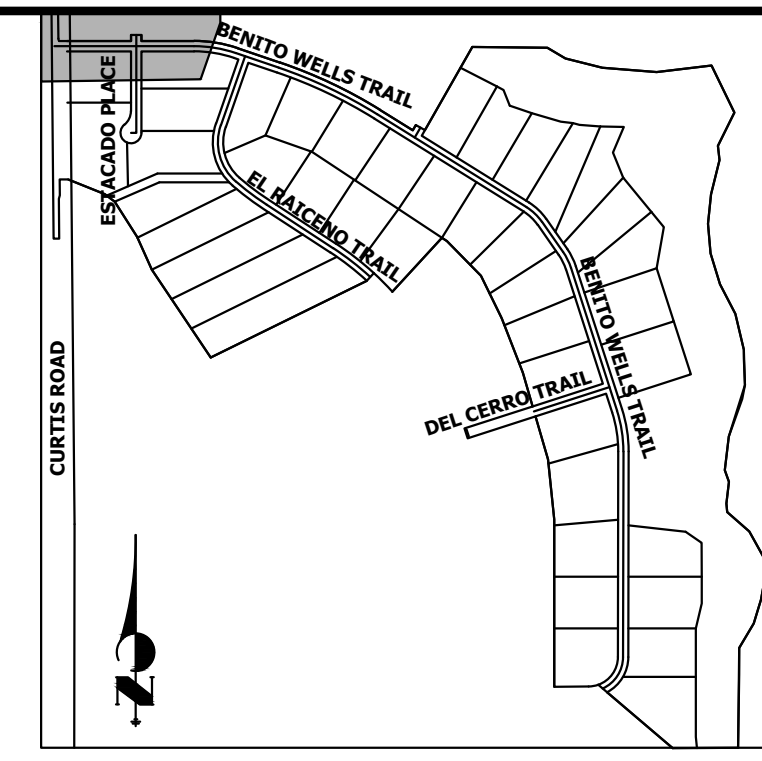 BENITO WELLS TRAIL
ESTACADO PLACE
EL RAICENO TRAIL
BENITO WELLS TRAIL
CURTIS ROAD
DEL CERRO TRAIL
N